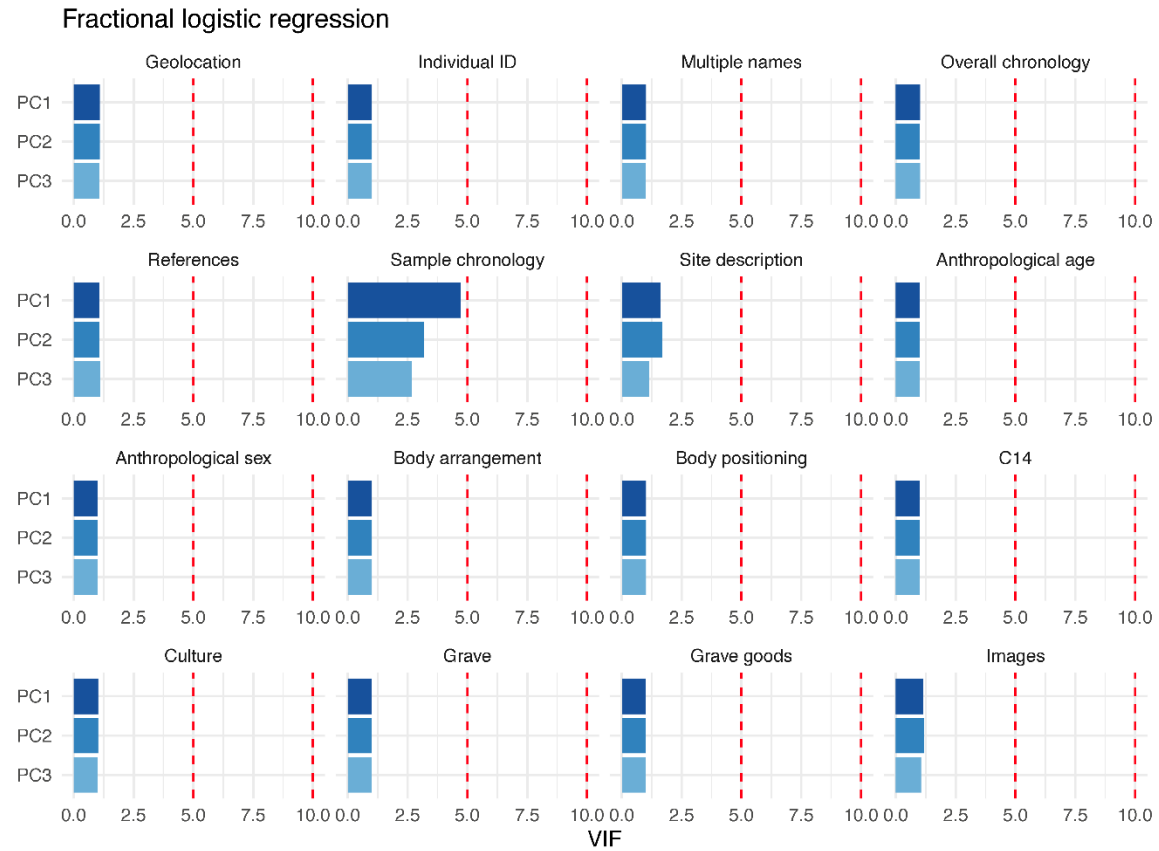 Fractional logistic regression
Geolocation Individual ID Multiple names Overall chronology
PC1
PC2
PC3
0.0 2.5 5.0 7.5 10.0 0.0 2.5 5.0 7.5 10.0 0.0 2.5 5.0 7.5 10.0 0.0 2.5 5.0 7.5 10.0
References Sample chronology Site description Anthropological age
PC1
PC2
PC3
0.0 2.5 5.0 7.5 10.0 0.0 2.5 5.0 7.5 10.0 0.0 2.5 5.0 7.5 10.0 0.0 2.5 5.0 7.5 10.0
Anthropological sex Body arrangement Body positioning C14
PC1
PC2
PC3
0.0 2.5 5.0 7.5 10.0 0.0 2.5 5.0 7.5 10.0 0.0 2.5 5.0 7.5 10.0 0.0 2.5 5.0 7.5 10.0
Culture Grave Grave goods Images
PC1
PC2
PC3
0.0 2.5 5.0 7.5 10.0 0.0 2.5 5.0 7.5 10.0 0.0 2.5 5.0 7.5 10.0 0.0 2.5 5.0 7.5 10.0
VIF